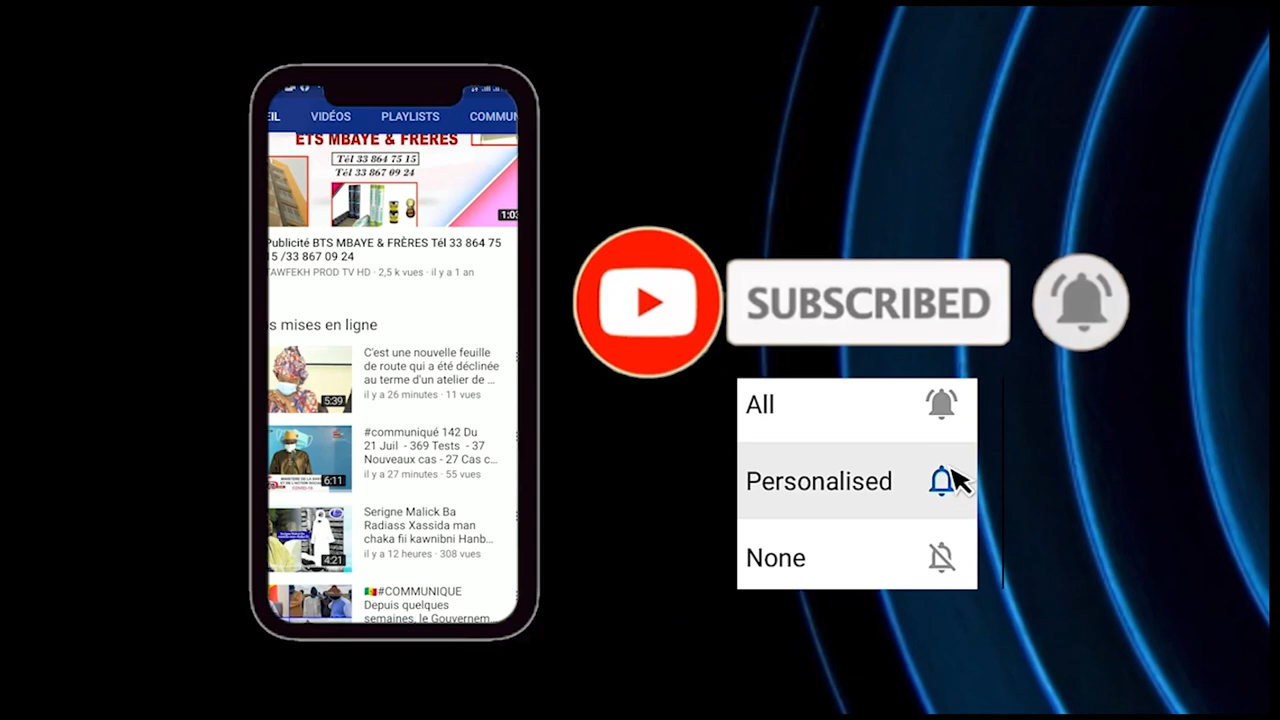 EIL VIDÉOS PLAYLISTS COMMUN
ETS MBAYE & FRERES
Tél 33 864 75 15
Tél 33 867 09 24
1:03
Publicité BTS MBAYE & FRÈRES Tél 33 864 75
15 /33 867 09 24
TAWFEKH PROD TV HD · 2,5 k vues · il y a 1 an
s mises en ligne
C'est une nouvelle feuille
de route qui a été déclinée
au terme d'un atelier de ...
il y a 26 minutes · 11 vues
5:39
#communiqué 142 Du
21 Juil - 369 Tests - 37
Nouveaux cas - 27 Cas c...
il y a 27 minutes · 55 vues
6:11
Serigne Malick Ba
Radiass Xassida man
chaka fii kawnibni Hanb...
il y a 12 heures · 308 vues
4:21
#COMMUNIQUE
Depuis quelques
semaines, le Gouvernem
SUBSCRIBED
All
Personalised
None